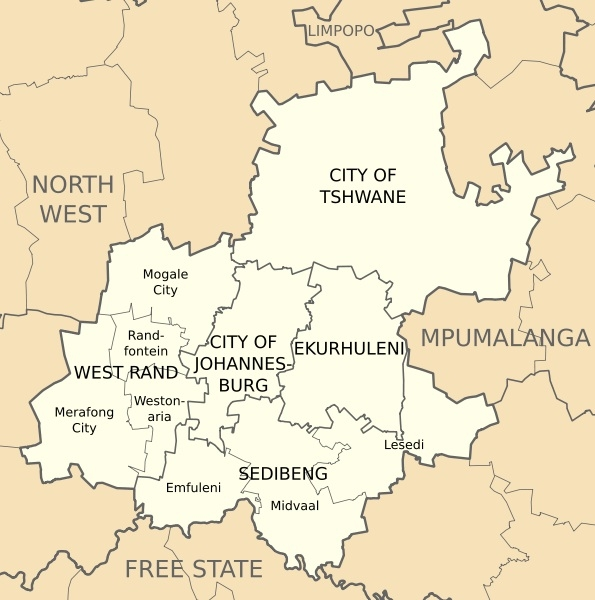 LIMPOPO
CITY OF
TSHWANE
NORTH
WEST
Mogale
City
Rand-
fontein
CITY OF
JOHANNES-
BURG
EKURHULENI
MPUMALANGA
WEST RAND
Weston-
aria
Merafong
City
Lesedi
SEDIBENG
Emfuleni
Midvaal
FREE STATE